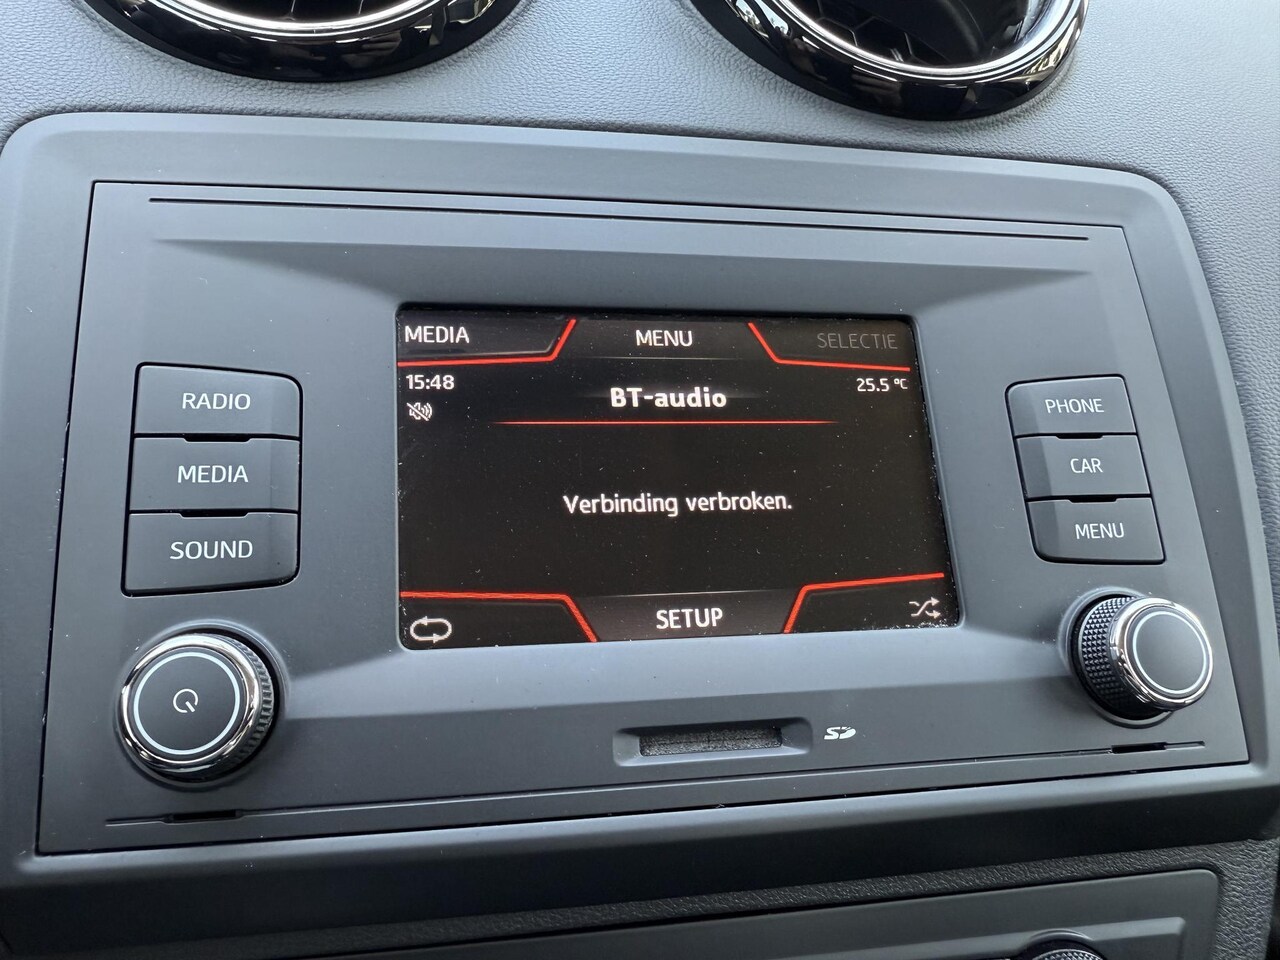 MEDIA MENU SELECTIE
15:48 BT-audio 25.5 °C
Verbinding verbroken.
SETUP
RADIO
MEDIA
SOUND
PHONE
CAR
MENU
SD